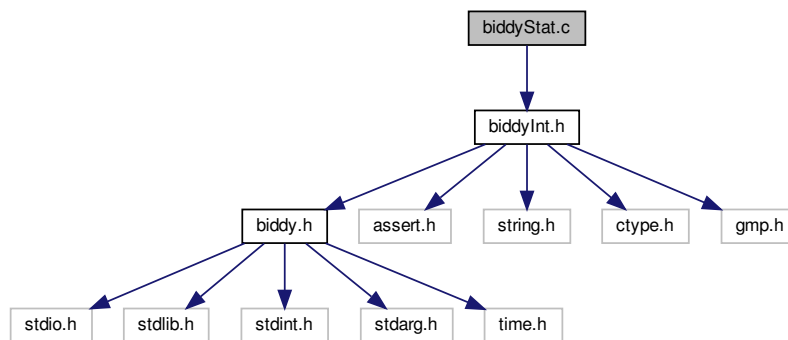 biddyStat.c
biddyInt.h
biddy.h
assert.h
string.h
ctype.h
gmp.h
stdio.h
stdlib.h
stdint.h
stdarg.h
time.h